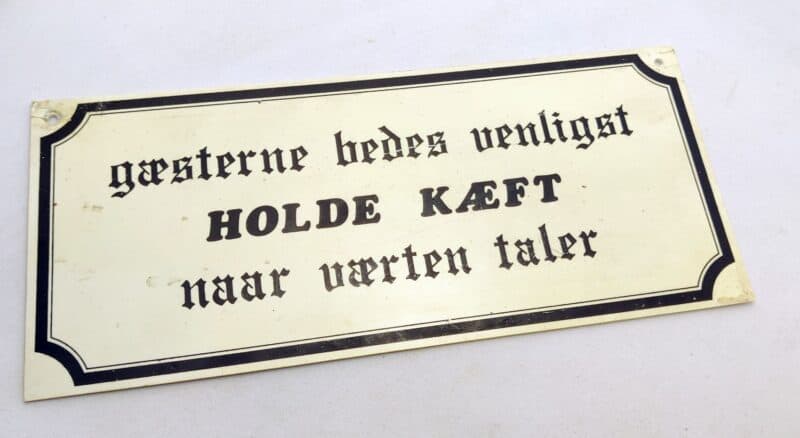 gæsterne bedes venligst
HOLDE KÆFT
naar værten taler